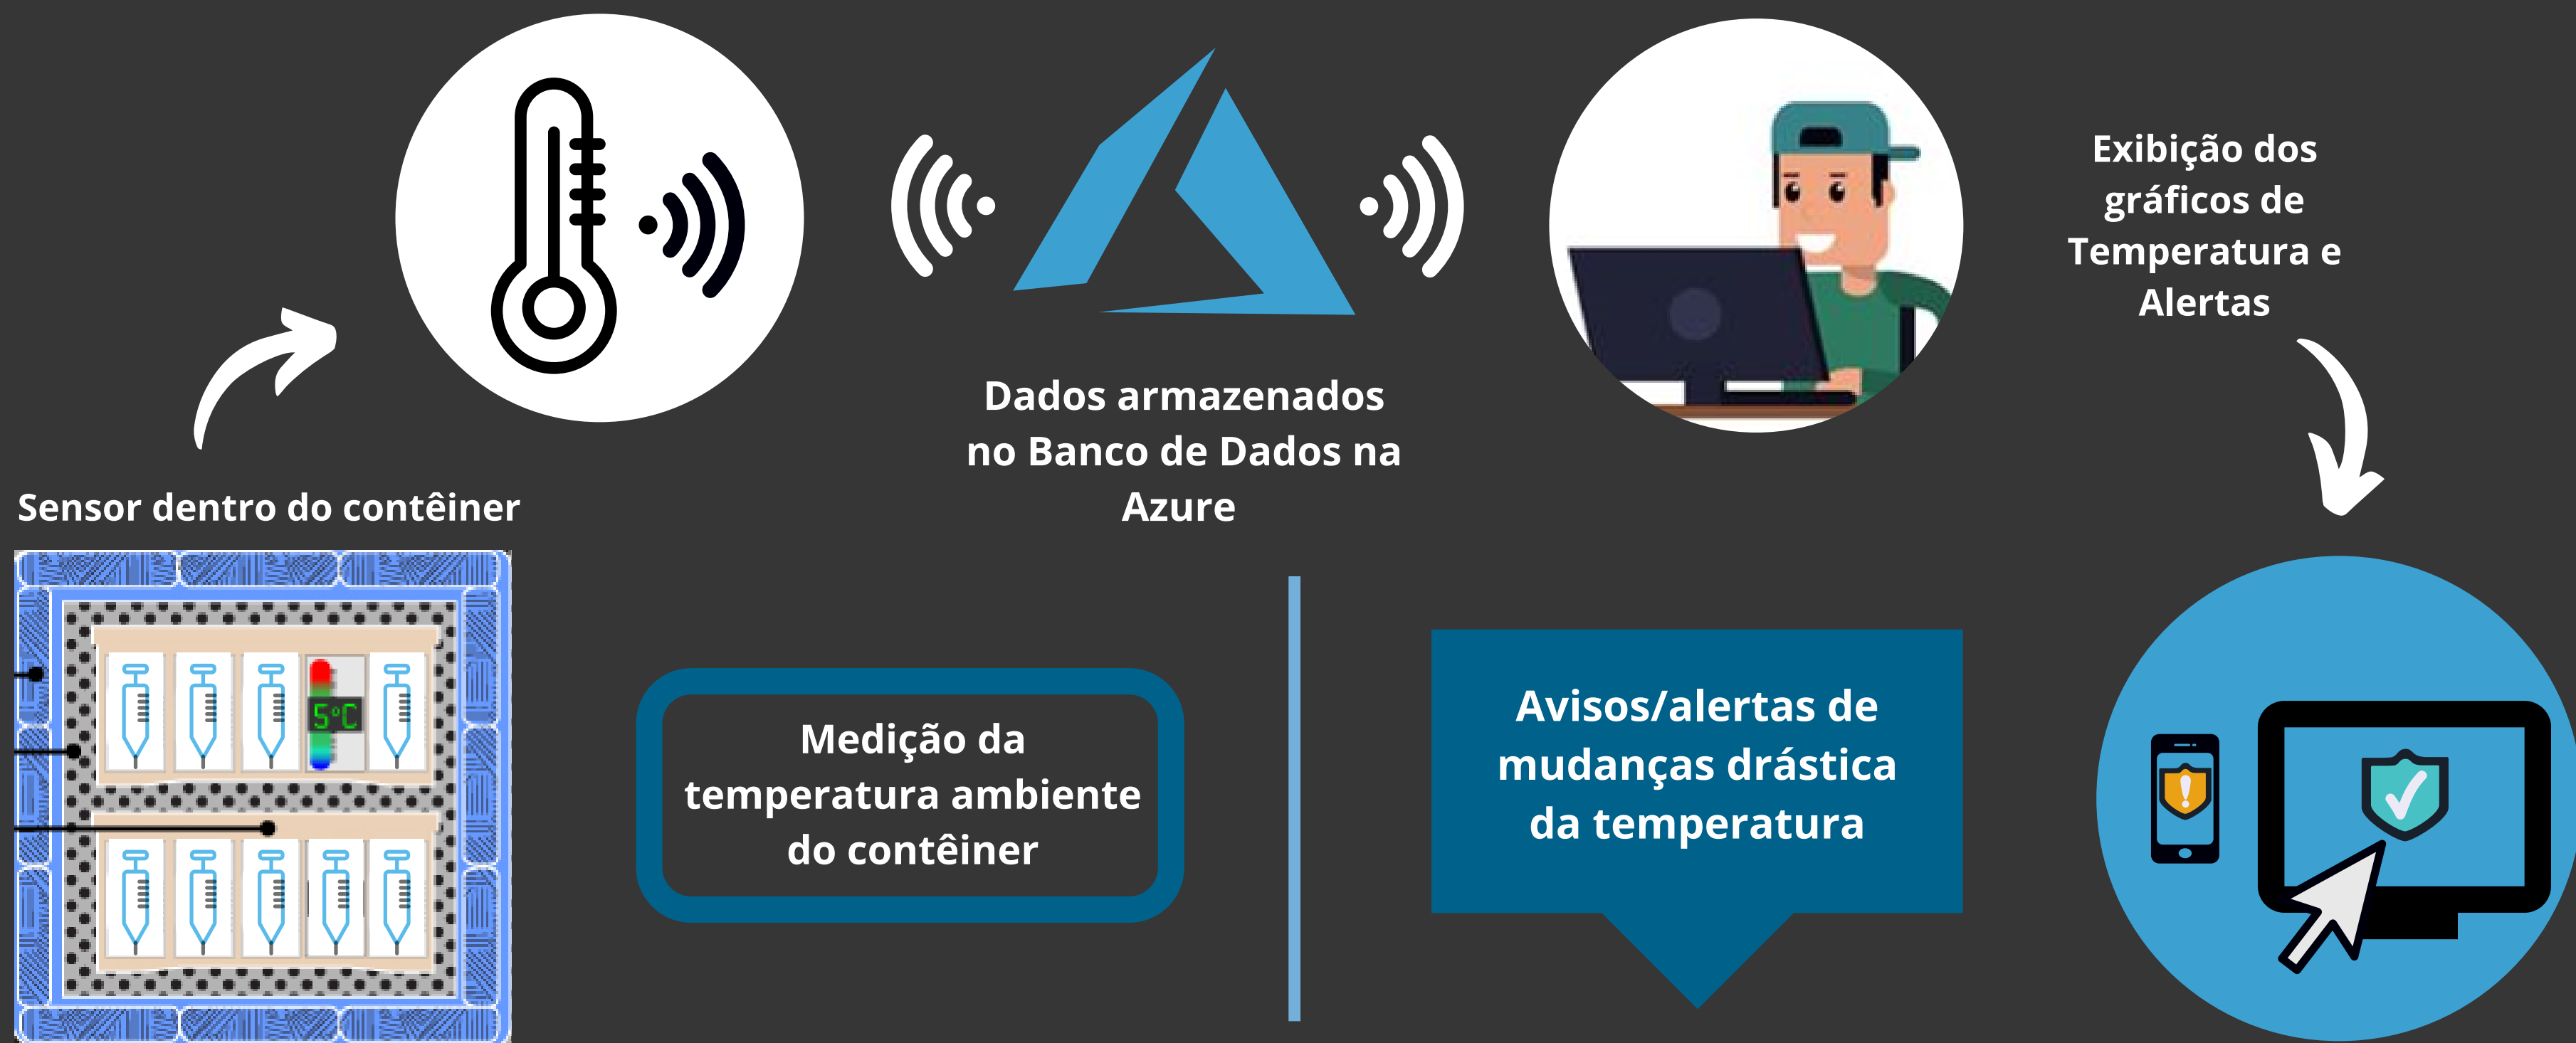 Exibição dos
gráficos de
Temperatura e
Alertas
Dados armazenados
no Banco de Dados na
Azure
Sensor dentro do contêiner
5°C
Medição da
temperatura ambiente
do contêiner
Avisos/alertas de
mudanças drástica
da temperatura